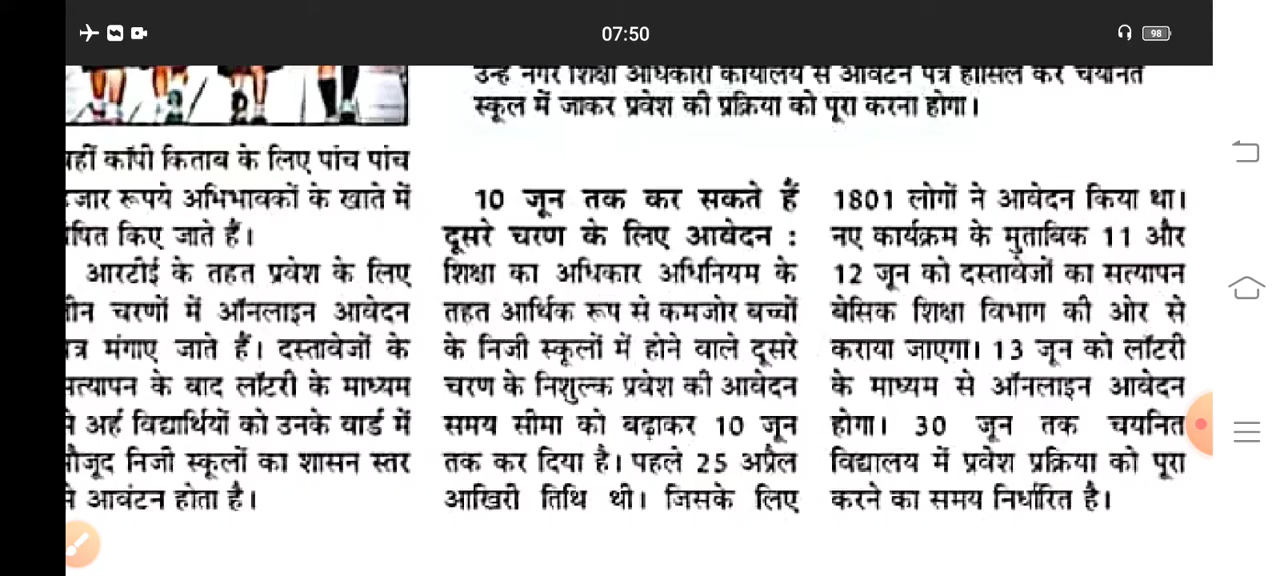 07:50
98
उन्हें नगर शिक्षा अधिकारी कार्यालय से आवंटन पत्र हासिल कर चयनित
स्कूल में जाकर प्रवेश की प्रक्रिया को पूरा करना होगा।
कॉपी किताब के लिए पांच पांच
रूपये अभिभावकों के खाते में
किए जाते हैं।
आरटीई के तहत प्रवेश के लिए
चरणों में ऑनलाइन आवेदन
मंगाए जाते हैं। दस्तावेजों के
के बाद लॉटरी के माध्यम
अर्ह विद्यार्थियों को उनके वार्ड में
निजी स्कूलों का शासन स्तर
आवंटन होता है।
10 जून तक कर सकते हैं
दूसरे चरण के लिए आवेदन :
शिक्षा का अधिकार अधिनियम के
तहत आर्थिक रूप से कमजोर बच्चों
के निजी स्कूलों में होने वाले दूसरे
चरण के निशुल्क प्रवेश की आवेदन
समय सीमा को बढ़ाकर 10 जून
तक कर दिया है। पहले 25 अप्रैल
आखिरी तिथि थी। जिसके लिए
1801 लोगों ने आवेदन किया था।
नए कार्यक्रम के मुताबिक 11 और
12 जून को दस्तावेजों का सत्यापन
बेसिक शिक्षा विभाग की ओर से
कराया जाएगा। 13 जून को लॉटरी
के माध्यम से ऑनलाइन आवेदन
होगा। 30 जून तक चयनित
विद्यालय में प्रवेश प्रक्रिया को पूरा
करने का समय निर्धारित है।